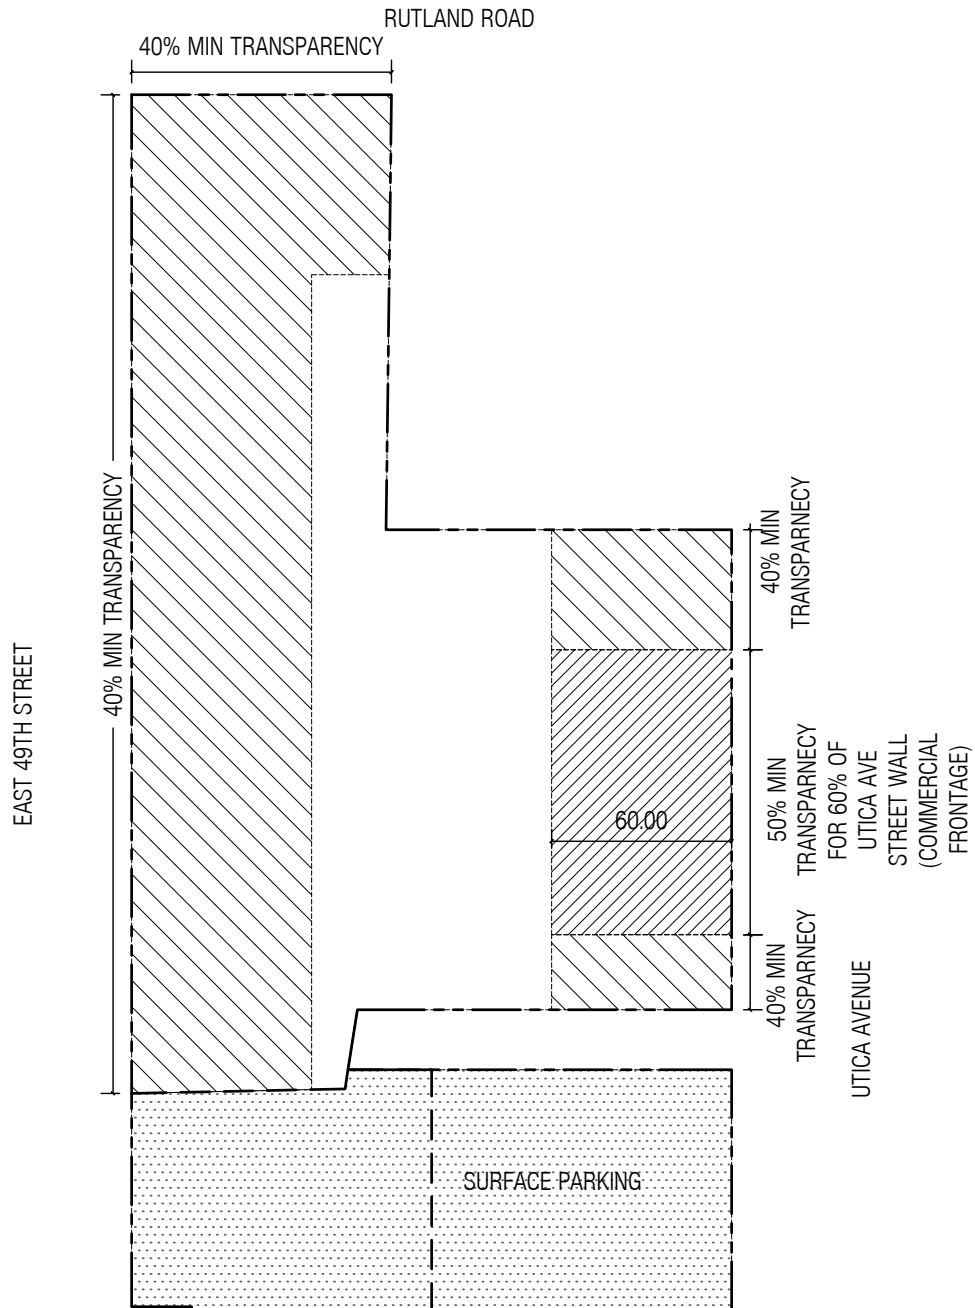 RUTLAND ROAD
40% MIN TRANSPARENCY
40% MIN TRANSPARENCY
EAST 49TH STREET
40% MIN
TRANSPARNECY
50% MIN
TRANSPARNECY
FOR 60% OF
UTICA AVE
STREET WALL
(COMMERCIAL
FRONTAGE)
60.00
40% MIN
TRANSPARNECY
UTICA AVENUE
SURFACE PARKING